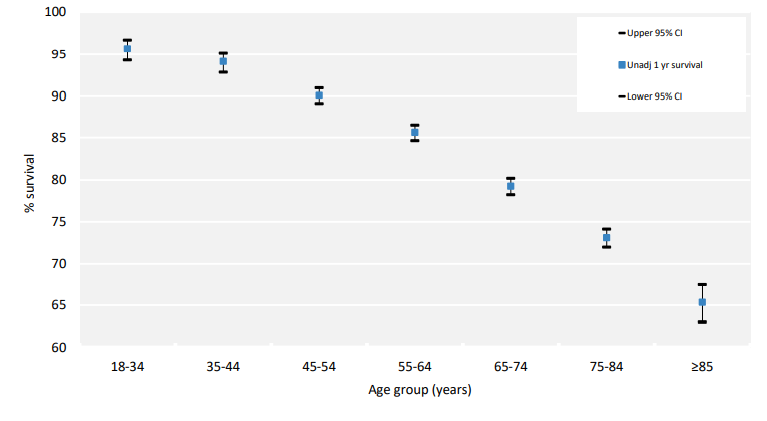 100
95
90
85
80
75
70
65
60
% survival
Upper 95% CI
Unadj 1 yr survival
Lower 95% CI
18-34 35-44 45-54 55-64 65-74 75-84 ≥85
Age group (years)